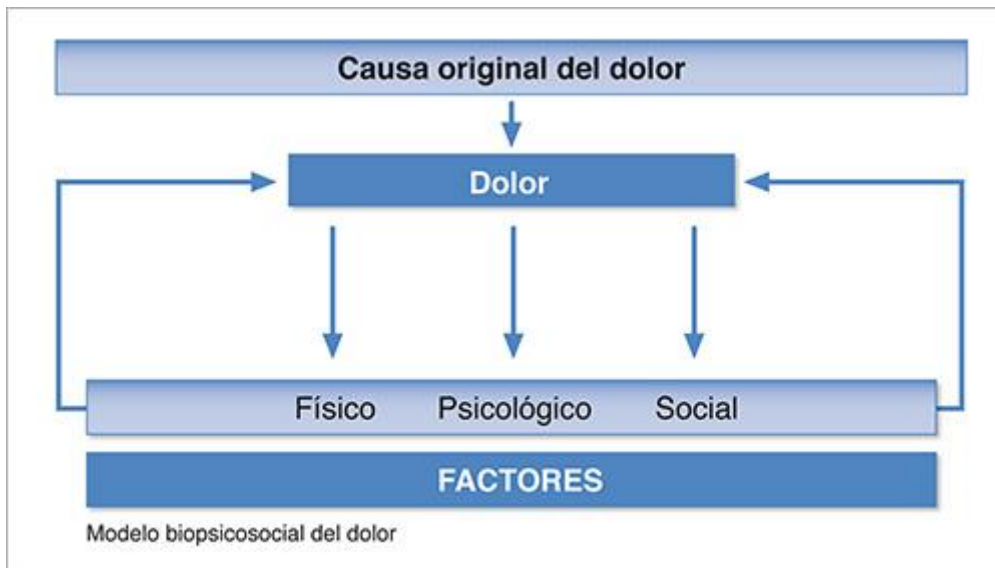 Causa original del dolor
Dolor
Físico Psicológico Social
FACTORES
Modelo biopsicosocial del dolor